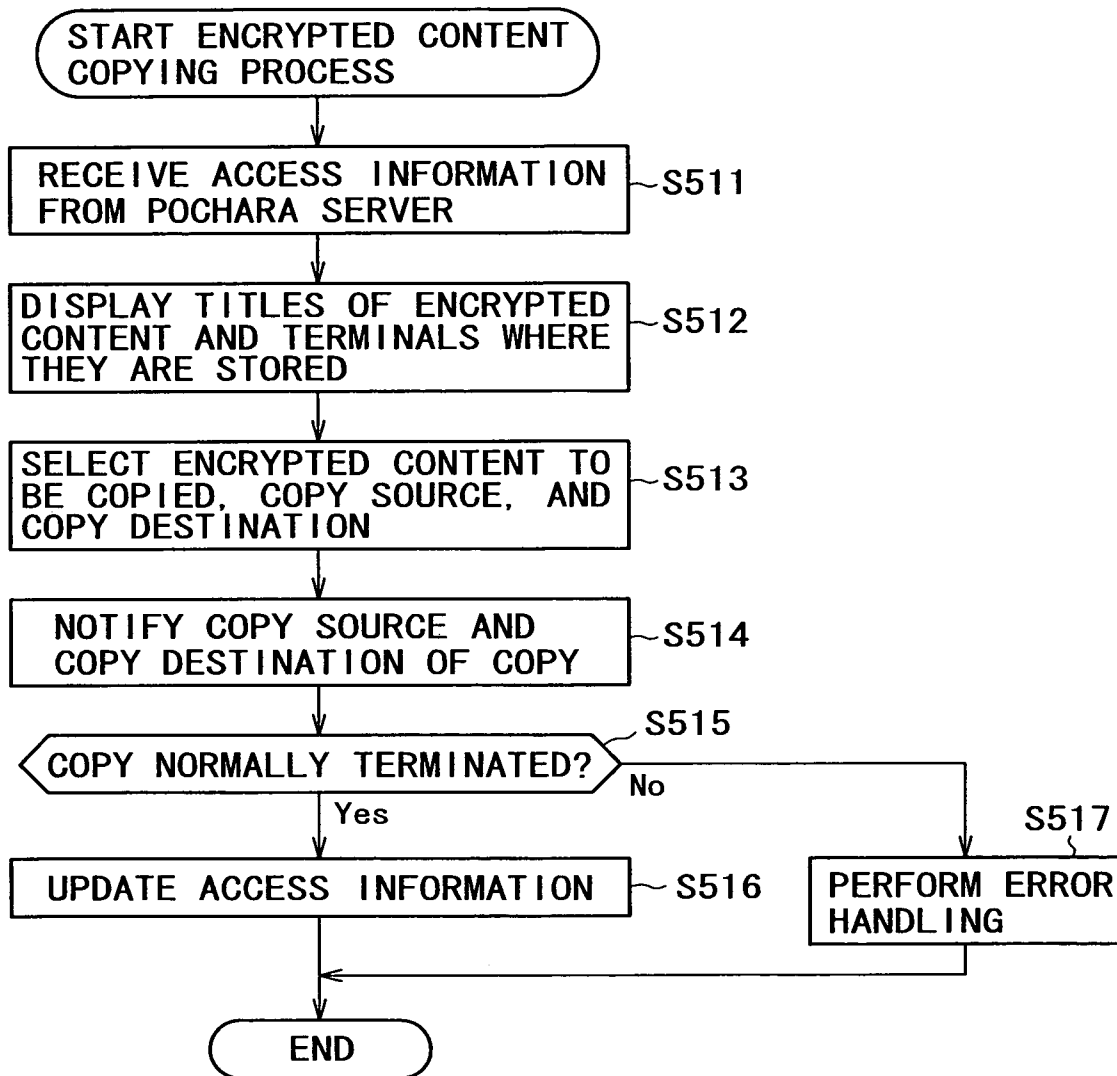 START ENCRYPTED CONTENT
COPYING PROCESS
RECEIVE ACCESS INFORMATION
FROM POCHARA SERVER
S511
DISPLAY TITLES OF ENCRYPTED
CONTENT AND TERMINALS WHERE
THEY ARE STORED
S512
SELECT ENCRYPTED CONTENT TO
BE COPIED, COPY SOURCE, AND
COPY DESTINATION
S513
NOTIFY COPY SOURCE AND
COPY DESTINATION OF COPY
S514
S515
COPY NORMALLY TERMINATED?
No
Yes
S517
UPDATE ACCESS INFORMATION
S516
PERFORM ERROR
HANDLING
END